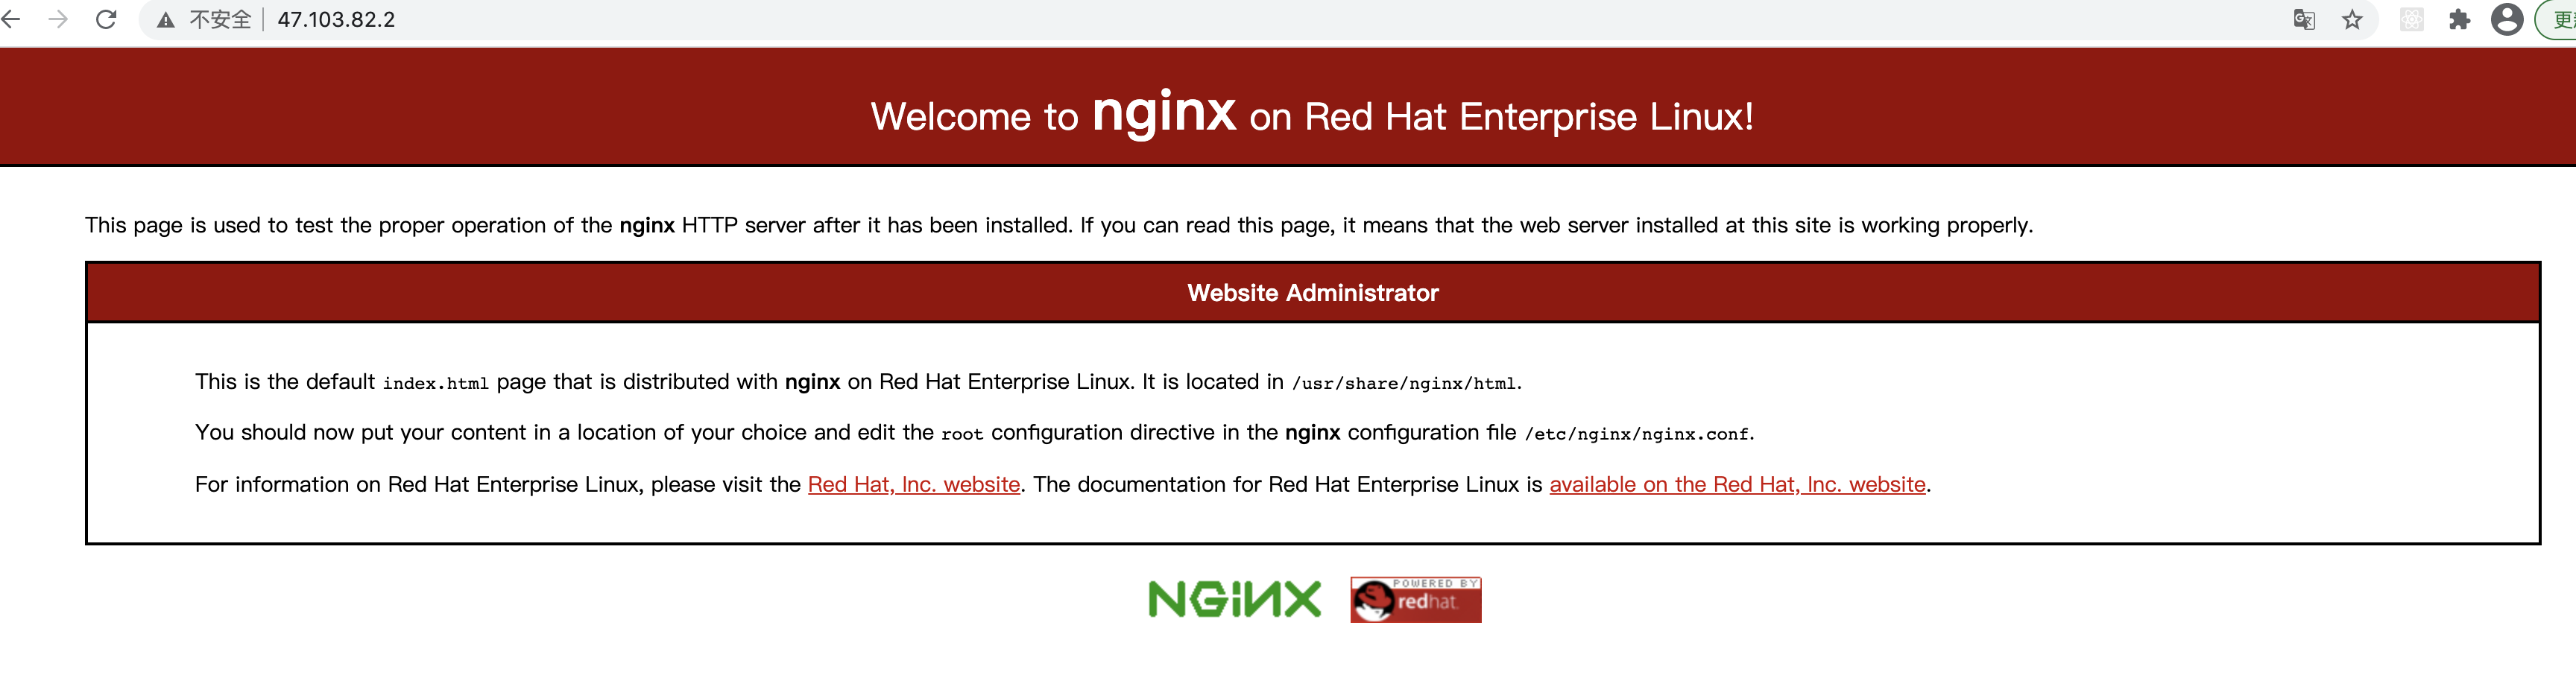 不安全 47.103.82.2
Welcome to nginx on Red Hat Enterprise Linux!
This page is used to test the proper operation of the nginx HTTP server after it has been installed. If you can read this page, it means that the web server installed at this site is working properly.
Website Administrator
This is the default index.html page that is distributed with nginx on Red Hat Enterprise Linux. It is located in /usr/share/nginx/html.
You should now put your content in a location of your choice and edit the root configuration directive in the nginx configuration file /etc/nginx/nginx.conf.
For information on Red Hat Enterprise Linux, please visit the Red Hat, Inc. website. The documentation for Red Hat Enterprise Linux is available on the Red Hat, Inc. website.
NGINX
POWERED BY
redhat.